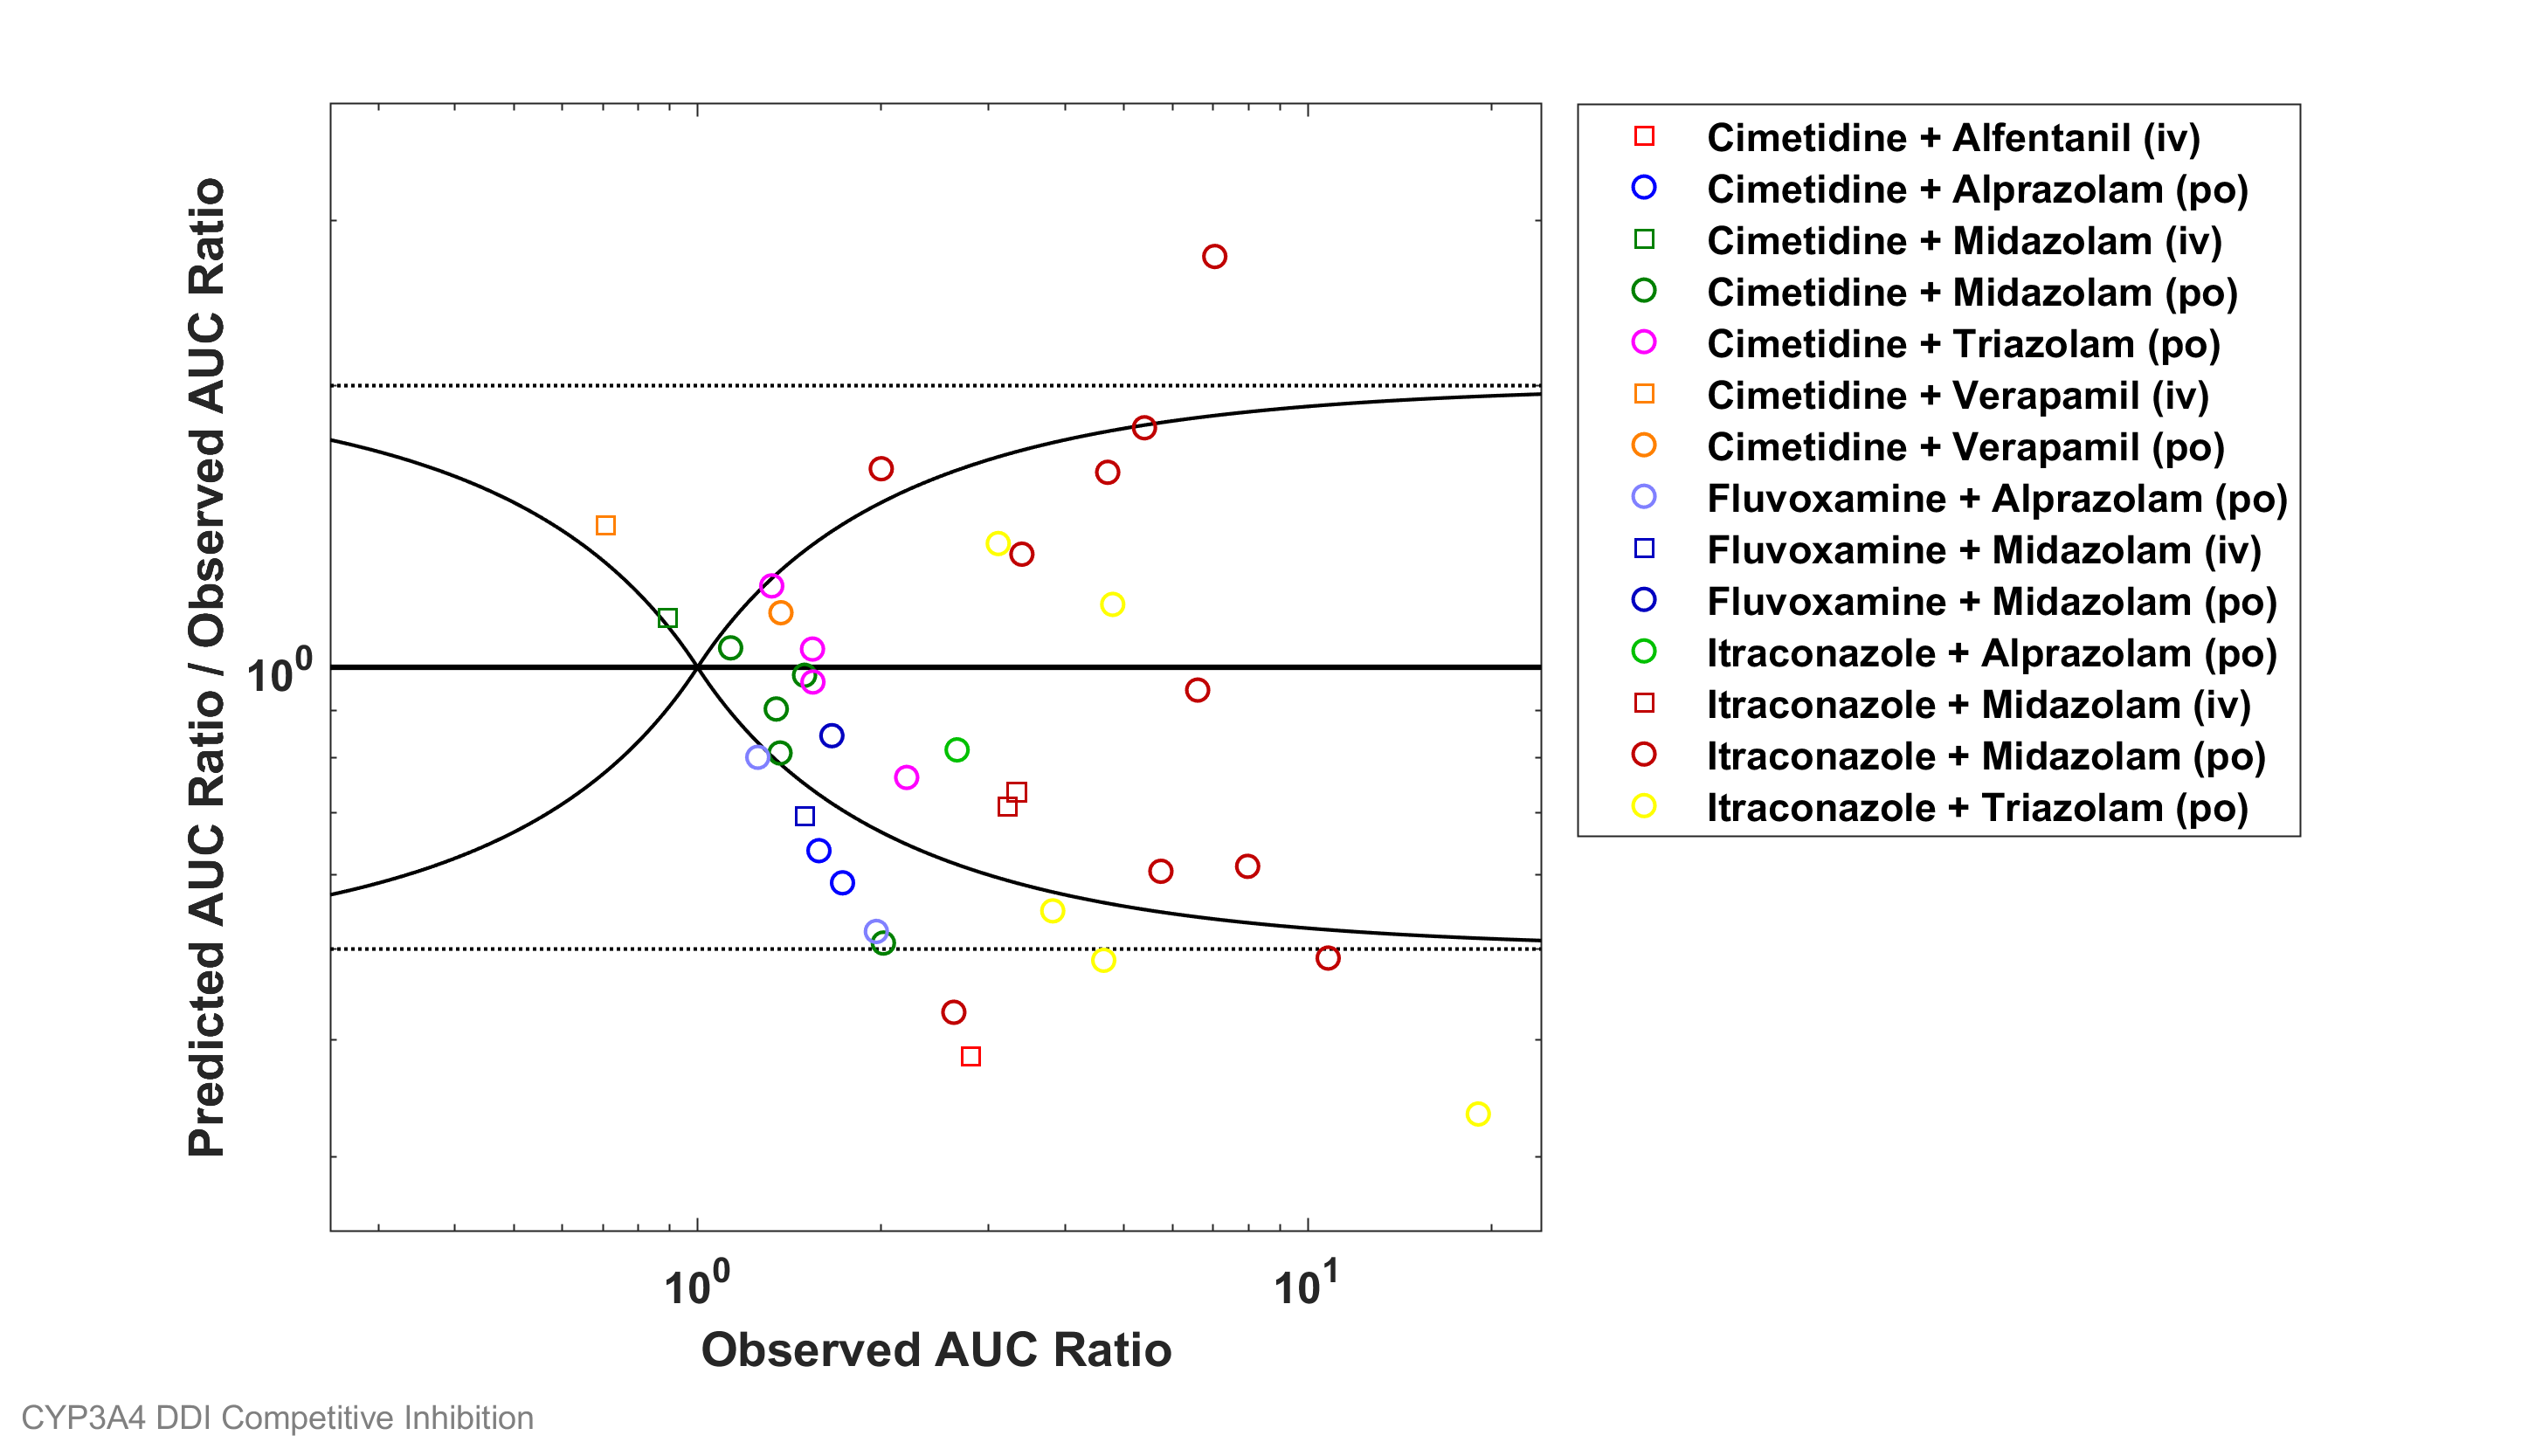 Predicted AUC Ratio / Observed AUC Ratio
10^0
10^0
10^1
Observed AUC Ratio
Cimetidine + Alfentanil (iv)
Cimetidine + Alprazolam (po)
Cimetidine + Midazolam (iv)
Cimetidine + Midazolam (po)
Cimetidine + Triazolam (po)
Cimetidine + Verapamil (iv)
Cimetidine + Verapamil (po)
Fluvoxamine + Alprazolam (po)
Fluvoxamine + Midazolam (iv)
Fluvoxamine + Midazolam (po)
Itraconazole + Alprazolam (po)
Itraconazole + Midazolam (iv)
Itraconazole + Midazolam (po)
Itraconazole + Triazolam (po)
CYP3A4 DDI Competitive Inhibition